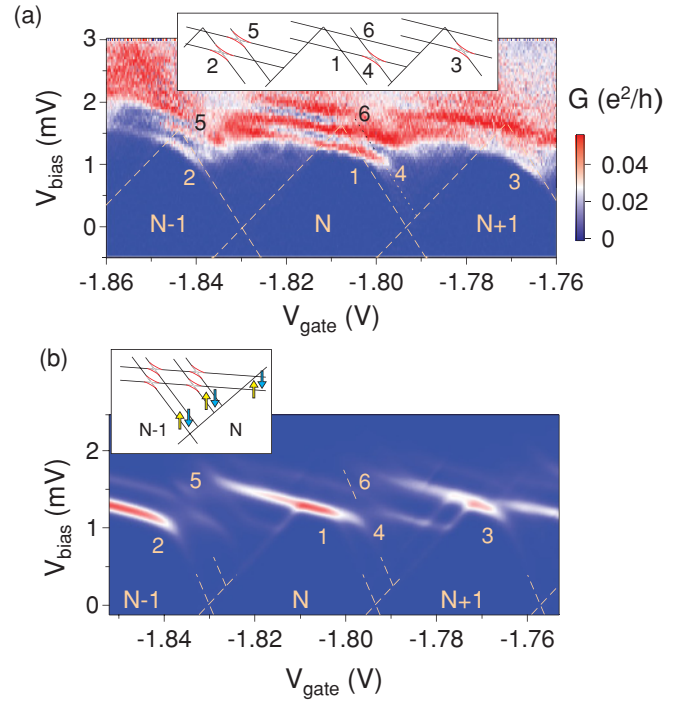 (a)
5 6
2 1 4 3
G (e²/h)
3
2
1
0
V_bias (mV)
5 6
2 1 4 3
N-1 N N+1
0.04
0.02
0
-1.86 -1.84 -1.82 -1.80 -1.78 -1.76
V_gate (V)
(b)
N-1 N
2
1
0
V_bias (mV)
5 6
2 1 4 3
N-1 N N+1
-1.84 -1.82 -1.80 -1.78 -1.76
V_gate (V)